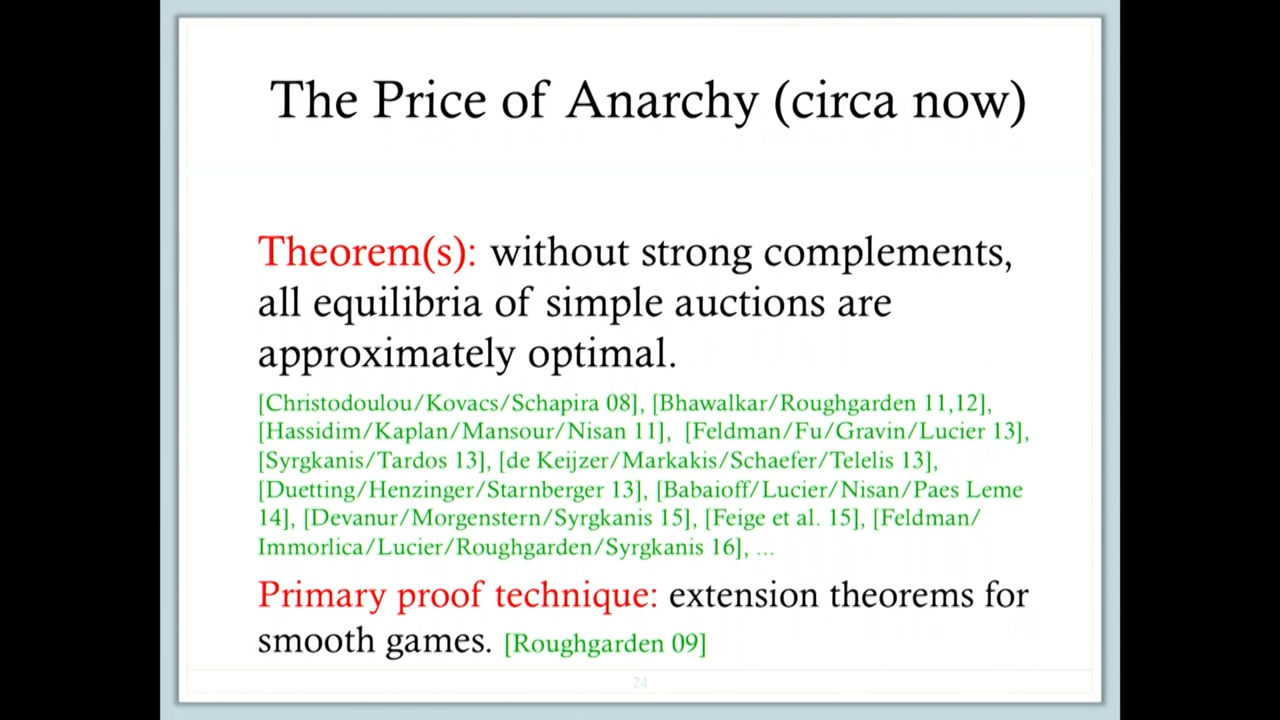 The Price of Anarchy (circa now)
Theorem(s): without strong complements,
all equilibria of simple auctions are
approximately optimal.
[Christodoulou/Kovacs/Schapira 08], [Bhawalkar/Roughgarden 11,12],
[Hassidim/Kaplan/Mansour/Nisan 11], [Feldman/Fu/Gravin/Lucier 13],
[Syrgkanis/Tardos 13], [de Keijzer/Markakis/Schaefer/Telelis 13],
[Duetting/Henzinger/Starnberger 13], [Babaioff/Lucier/Nisan/Paes Leme
14], [Devanur/Morgenstern/Syrgkanis 15], [Feige et al. 15], [Feldman/
Immorlica/Lucier/Roughgarden/Syrgkanis 16], ...
Primary proof technique: extension theorems for
smooth games. [Roughgarden 09]
24